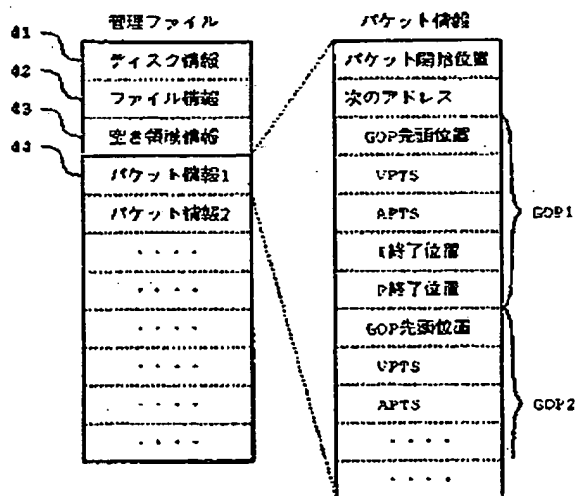 管理ファイル
d1
ディスク情報
d2
ファイル情報
d3
空き領域情報
d4
パケット情報1
パケット情報2
・・・・
・・・・
・・・・
・・・・
・・・・
・・・・
パケット情報
パケット開始位置
次のアドレス
GOP先頭位置
VPTS
APTS
I終了位置
P終了位置
GOP1
GOP先頭位置
VPTS
APTS
・・・・
・・・・
GOP2